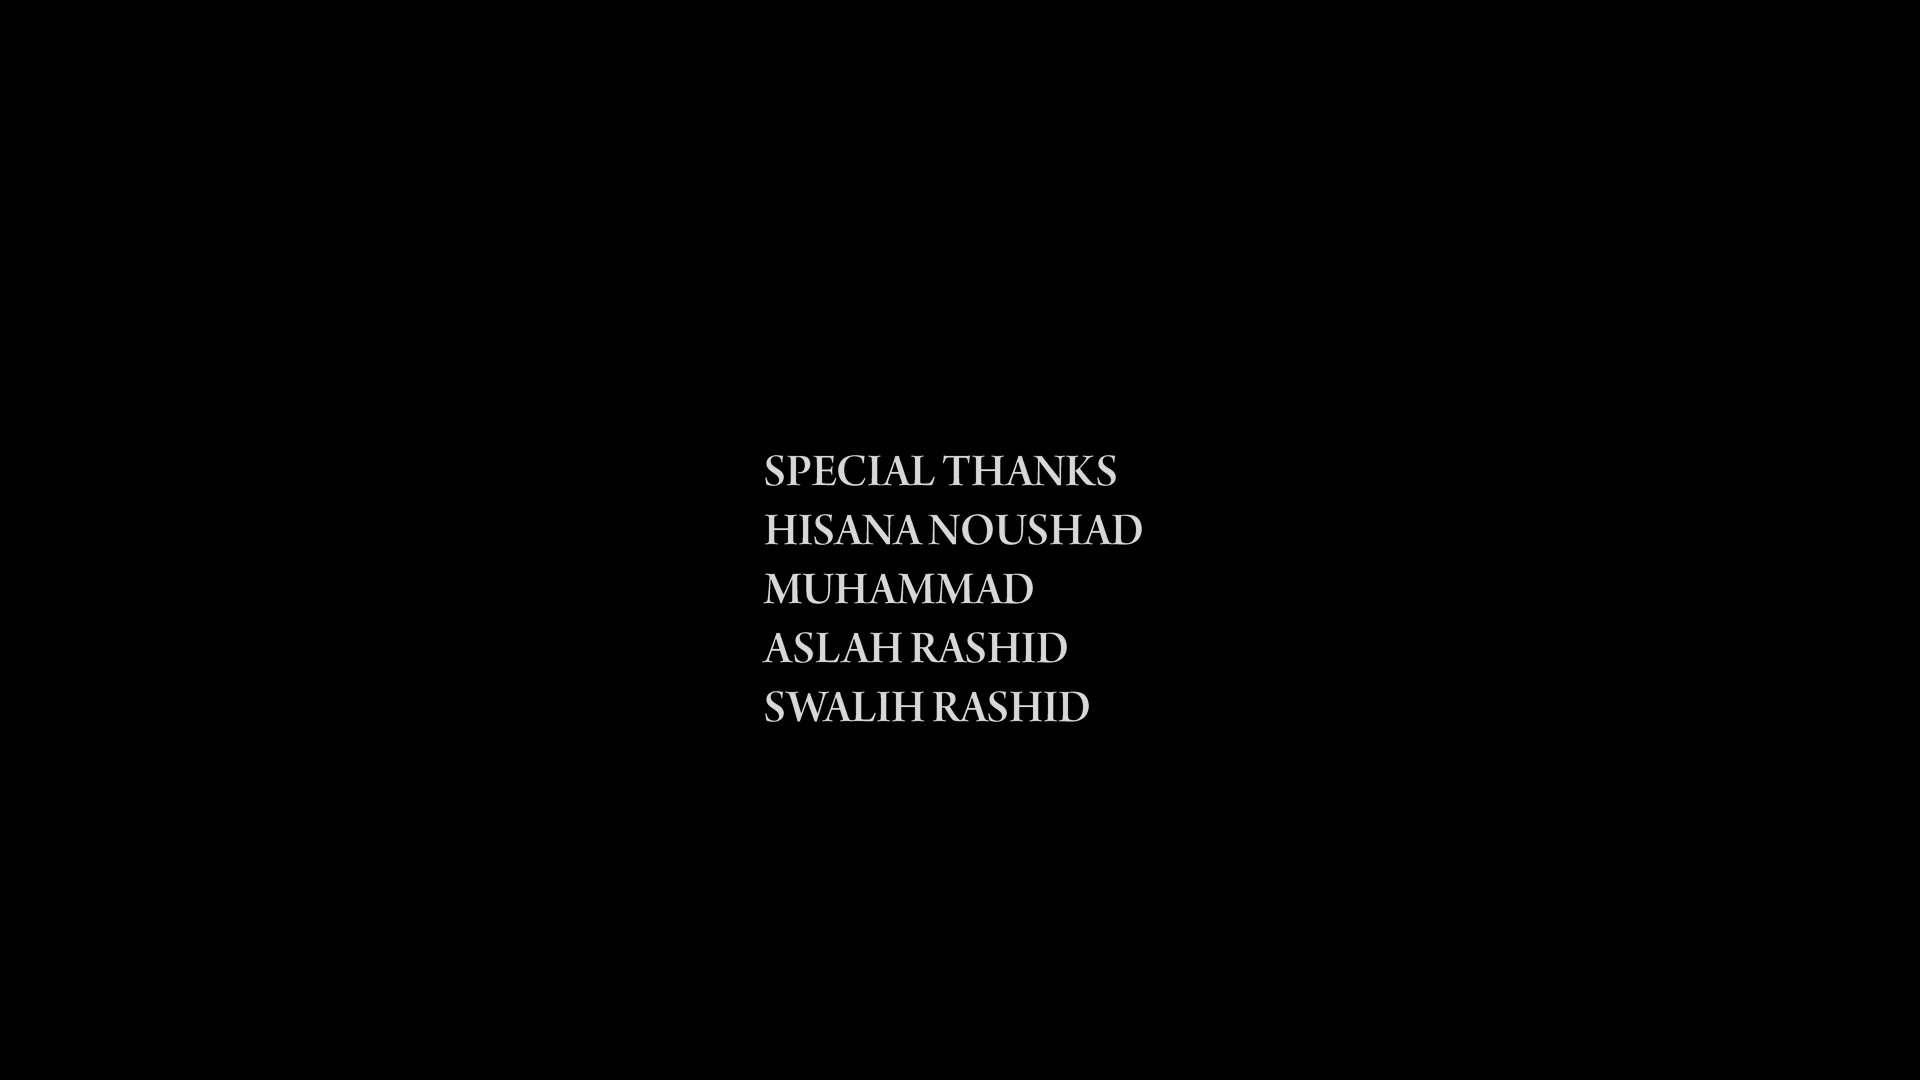 SPECIAL THANKS
HISANA NOUSHAD
MUHAMMAD
ASLAH RASHID
SWALIH RASHID